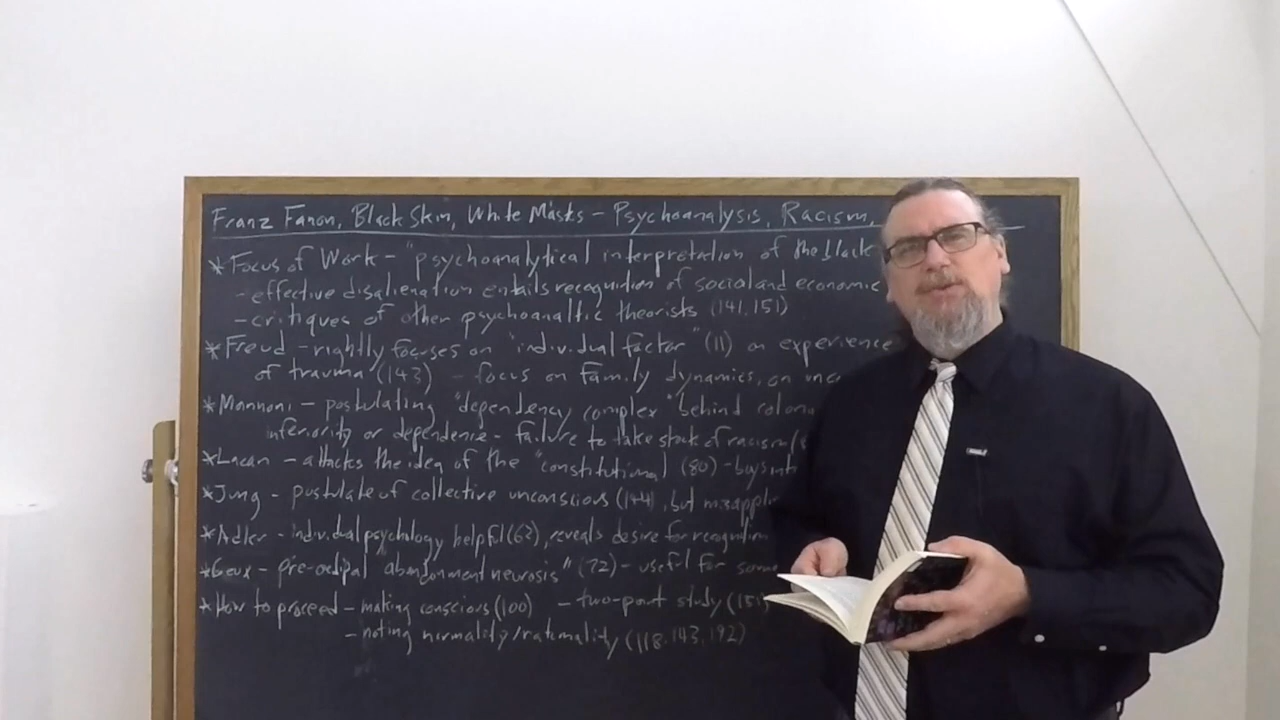 Franz Fanon, Black Skin, White Masks - Psychoanalysis, Racism,
* Focus of Work - "psychoanalytical interpretation of the black
- effective disalienation entails recognition of social and economic
- critiques of other psychoanaltic theorists (141, 151)
* Freud - rightly focuses on "individual factor" (11) on experience
of trauma (143) - focus on family dynamics, on
* Mannoni - postulating "dependency complex" behind
inferiority or dependence - failure to take stock of racism
* Lacan - attacks the idea of the "constitutional (80) - buys into
* Jung - postulate of collective unconscious (144), but
* Adler - individual psychology helpful (62), reveals desire for recognition
* Geux - pre-oedipal abandonment neurosis" (72) - useful for
* How to proceed - making conscious (100) - two-point study
- noting normality/rationality (118, 143, 192)